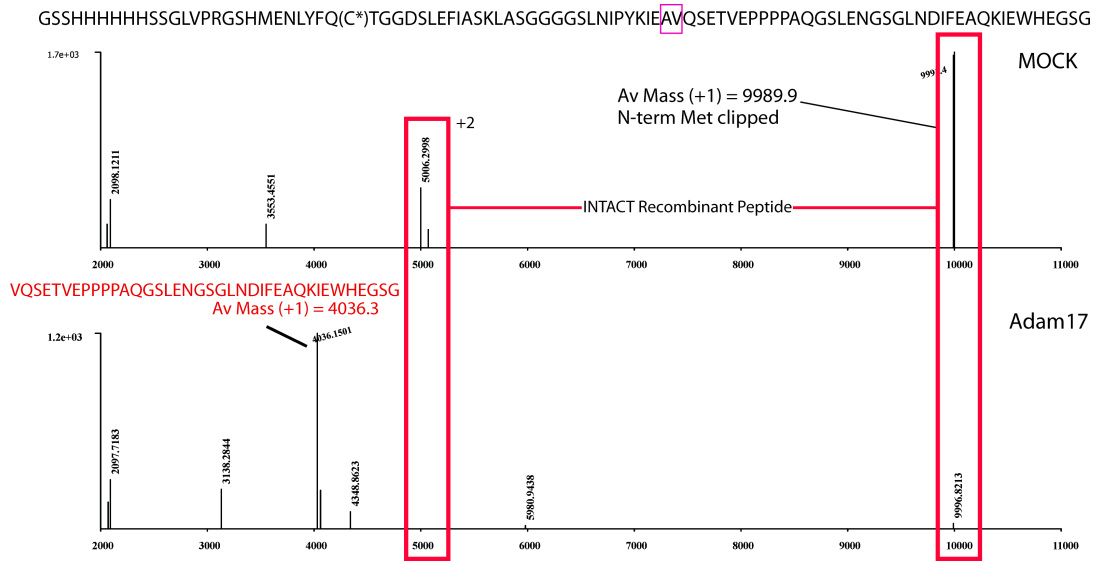 GSSHHHHHHSSGLVPRGSHMENLYFQ(C*)TGGDSLEFIASKLASGGGGSLNIPYKIEAVQSETVEPPPPAQGSLENGSGLNDIFEAQKIEWHEGSG
1.7e+03
MOCK
Av Mass (+1) = 9989.9
N-term Met clipped
+2
2098.1211
3553.4551
5006.2998
INTACT Recombinant Peptide
2000 3000 4000 5000 6000 7000 8000 9000 10000 11000
VQSETVEPPPPAQGSLENGSGLNDIFEAQKIEWHEGSG
Av Mass (+1) = 4036.3
Adam17
1.2e+03
4036.1501
2097.7183
3138.2844
4348.8623
5980.9438
9996.8213
2000 3000 4000 5000 6000 7000 8000 9000 10000 11000